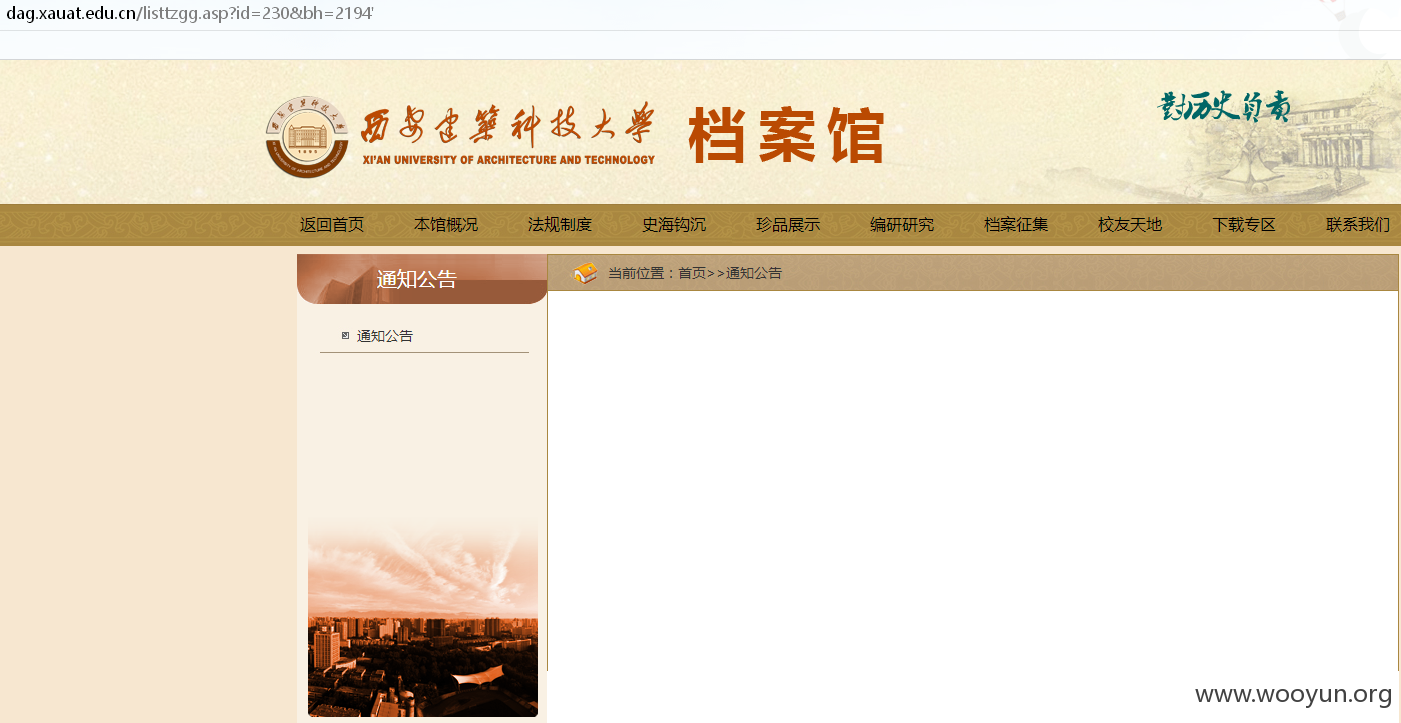 dag.xauat.edu.cn/listtzgg.asp?id=230&bh=2194'
西安建筑科技大学 档案馆
XI'AN UNIVERSITY OF ARCHITECTURE AND TECHNOLOGY
對历史负责
返回首页 本馆概况 法规制度 史海钩沉 珍品展示 编研研究 档案征集 校友天地 下载专区 联系我们
通知公告
当前位置：首页>>通知公告
通知公告
www.wooyun.org